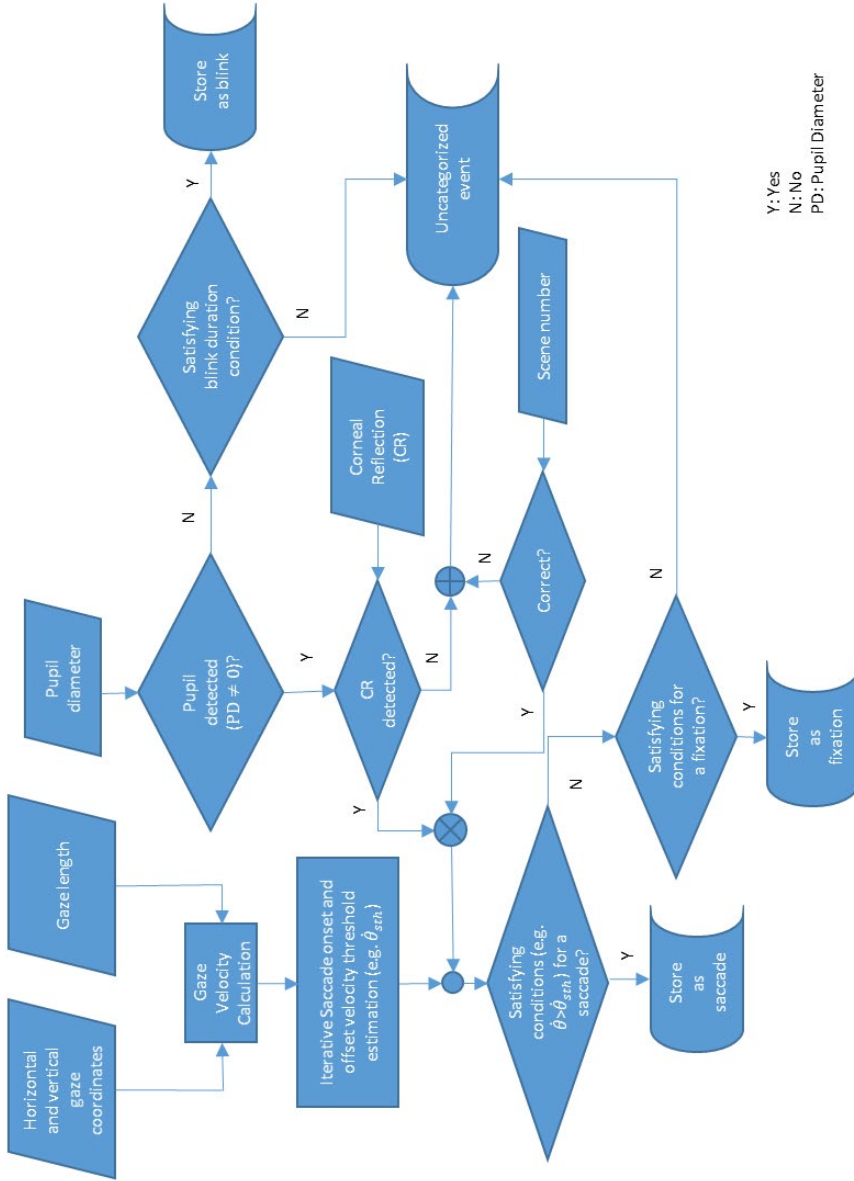 Horizontal
and vertical
gaze
coordinates
Gaze length
Pupil
diameter
Gaze
Velocity
Calculation
Pupil
detected
(PD ≠ 0)?
N
Satisfying
blink duration
condition?
Y
Store
as blink
Y
N
Iterative Saccade onset and
offset velocity threshold
estimation (e.g. θ̇sth)
CR
detected?
Corneal
Reflection
(CR)
Y
N
Uncategorized
event
Satisfying
conditions (e.g.
θ̇>θ̇sth) for a
saccade?
Y
N
Correct?
Scene number
N
Y
Store
as
saccade
Satisfying
conditions for
a fixation?
N
Y
Store
as
fixation
Y: Yes
N: No
PD: Pupil Diameter